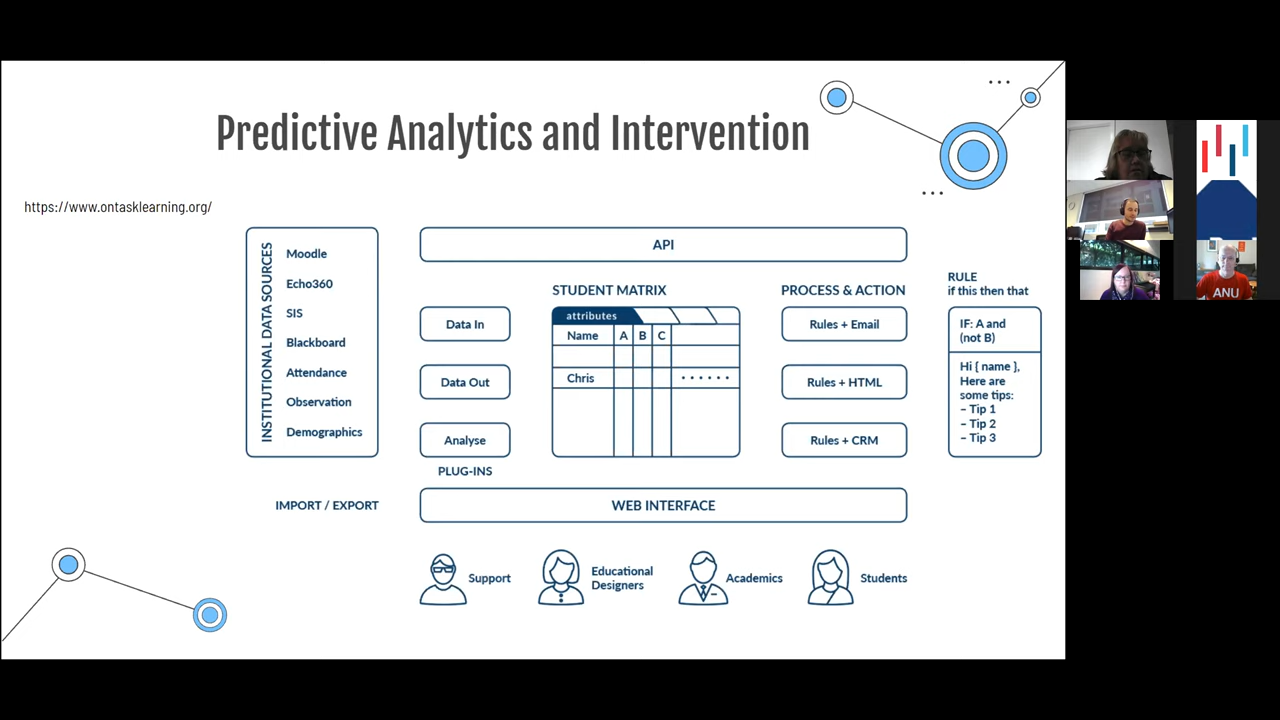 Predictive Analytics and Intervention
https://www.ontasklearning.org/
INSTITUTIONAL DATA SOURCES
Moodle
Echo360
SIS
Blackboard
Attendance
Observation
Demographics
IMPORT / EXPORT
API
Data In
Data Out
Analyse
PLUG-INS
STUDENT MATRIX
attributes
Name A B C
Chris ......
PROCESS & ACTION
Rules + Email
Rules + HTML
Rules + CRM
RULE
if this then that
IF: A and
(not B)
Hi { name },
Here are
some tips:
– Tip 1
– Tip 2
– Tip 3
WEB INTERFACE
Support
Educational
Designers
Academics
Students
ANU